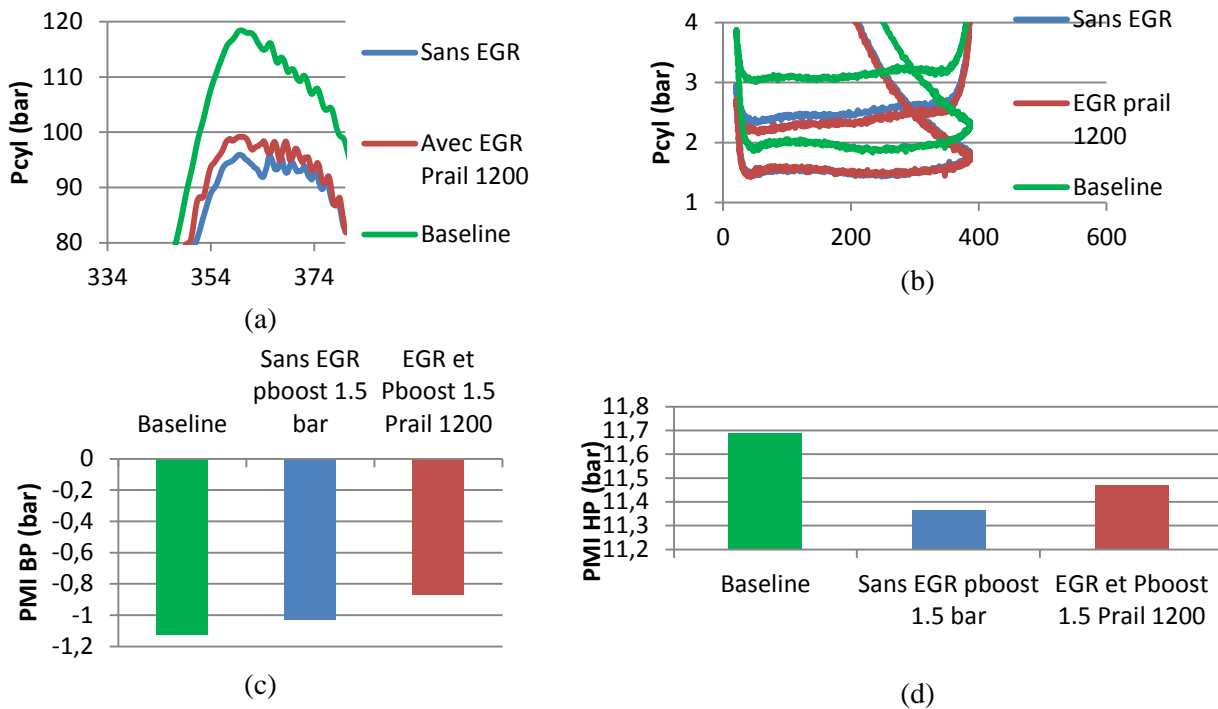 Pcyl (bar)
120
110
100
90
80
334
354
374
Sans EGR
Avec EGR
Prail 1200
Baseline
(a)
Pcyl (bar)
4
3
2
1
0
200
400
600
Sans EGR
EGR prail
1200
Baseline
(b)
PMI BP (bar)
Baseline
Sans EGR
pboost 1.5
bar
EGR et
Pboost 1.5
Prail 1200
0
-0,2
-0,4
-0,6
-0,8
-1
-1,2
(c)
PMI HP (bar)
11,8
11,7
11,6
11,5
11,4
11,3
11,2
Baseline
Sans EGR pboost
1.5 bar
EGR et Pboost
1.5 Prail 1200
(d)